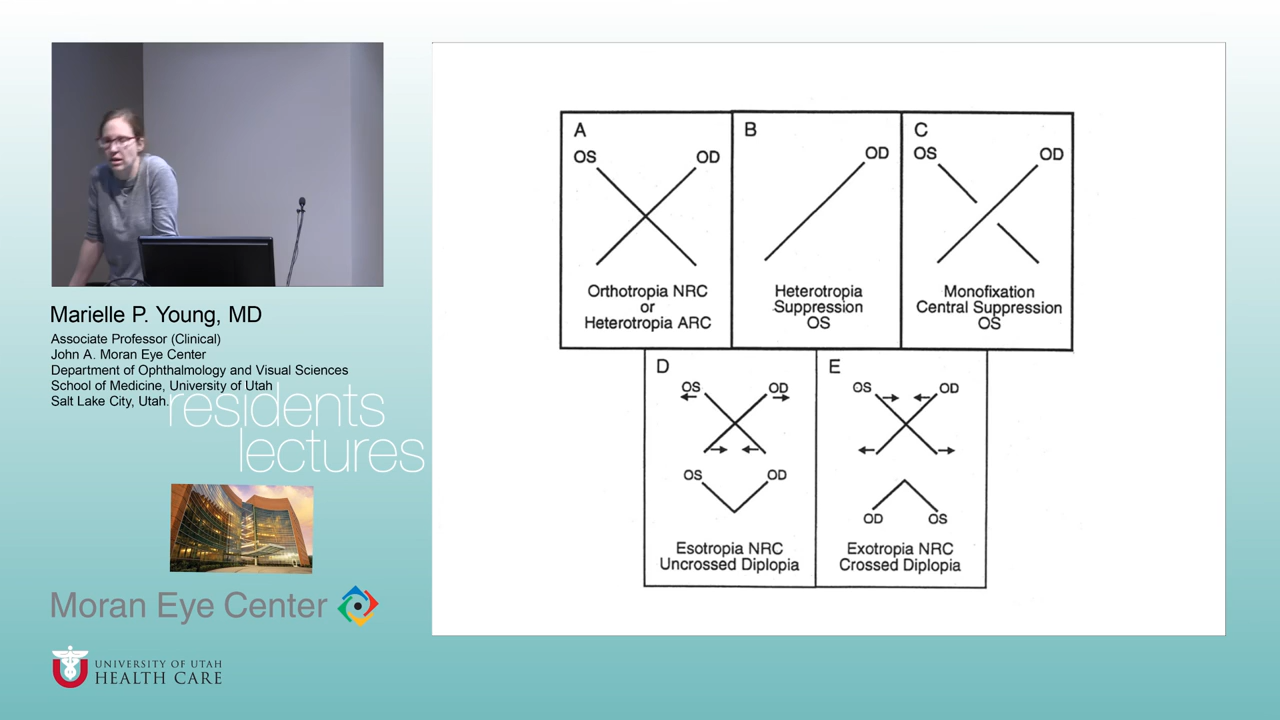 Marielle P. Young, MD
Associate Professor (Clinical)
John A. Moran Eye Center
Department of Ophthalmology and Visual Sciences
School of Medicine, University of Utah
Salt Lake City, Utah.
residents
lectures
Moran Eye Center
UNIVERSITY OF UTAH
HEALTH CARE
A
OS OD
Orthotropia NRC
or
Heterotropia ARC
B
OD
Heterotropia
Suppression
OS
C
OS OD
Monofixation
Central Suppression
OS
D
OS OD
OS OD
Esotropia NRC
Uncrossed Diplopia
E
OS OD
OD OS
Exotropia NRC
Crossed Diplopia